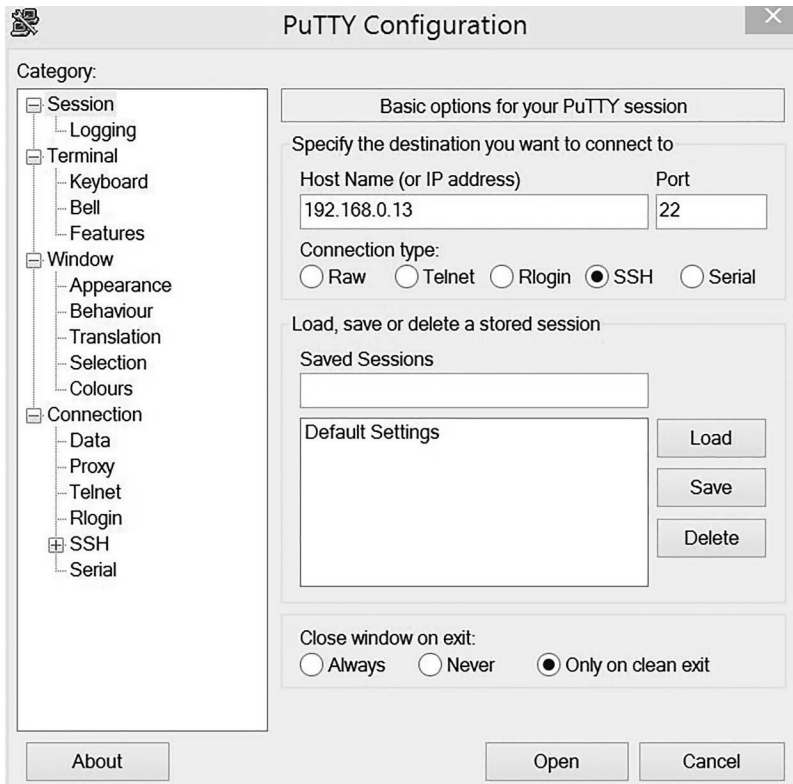 PuTTY Configuration
Category:
Session
Logging
Terminal
Keyboard
Bell
Features
Window
Appearance
Behaviour
Translation
Selection
Colours
Connection
Data
Proxy
Telnet
Rlogin
SSH
Serial
Basic options for your PuTTY session
Specify the destination you want to connect to
Host Name (or IP address) Port
192.168.0.13 22
Connection type:
Raw Telnet Rlogin SSH Serial
Load, save or delete a stored session
Saved Sessions
Default Settings
Load
Save
Delete
Close window on exit:
Always Never Only on clean exit
About Open Cancel